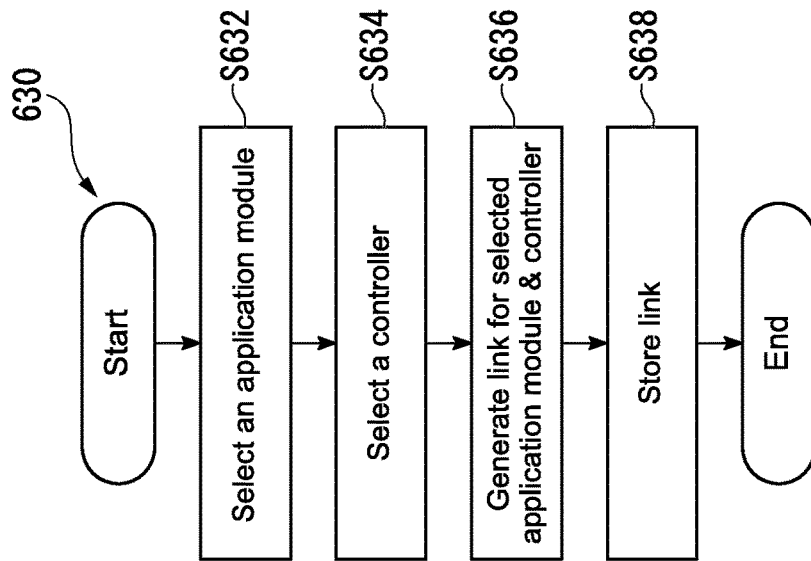 630
Start
Select an application module
S632
Select a controller
S634
Generate link for selected
application module & controller
S636
Store link
S638
End